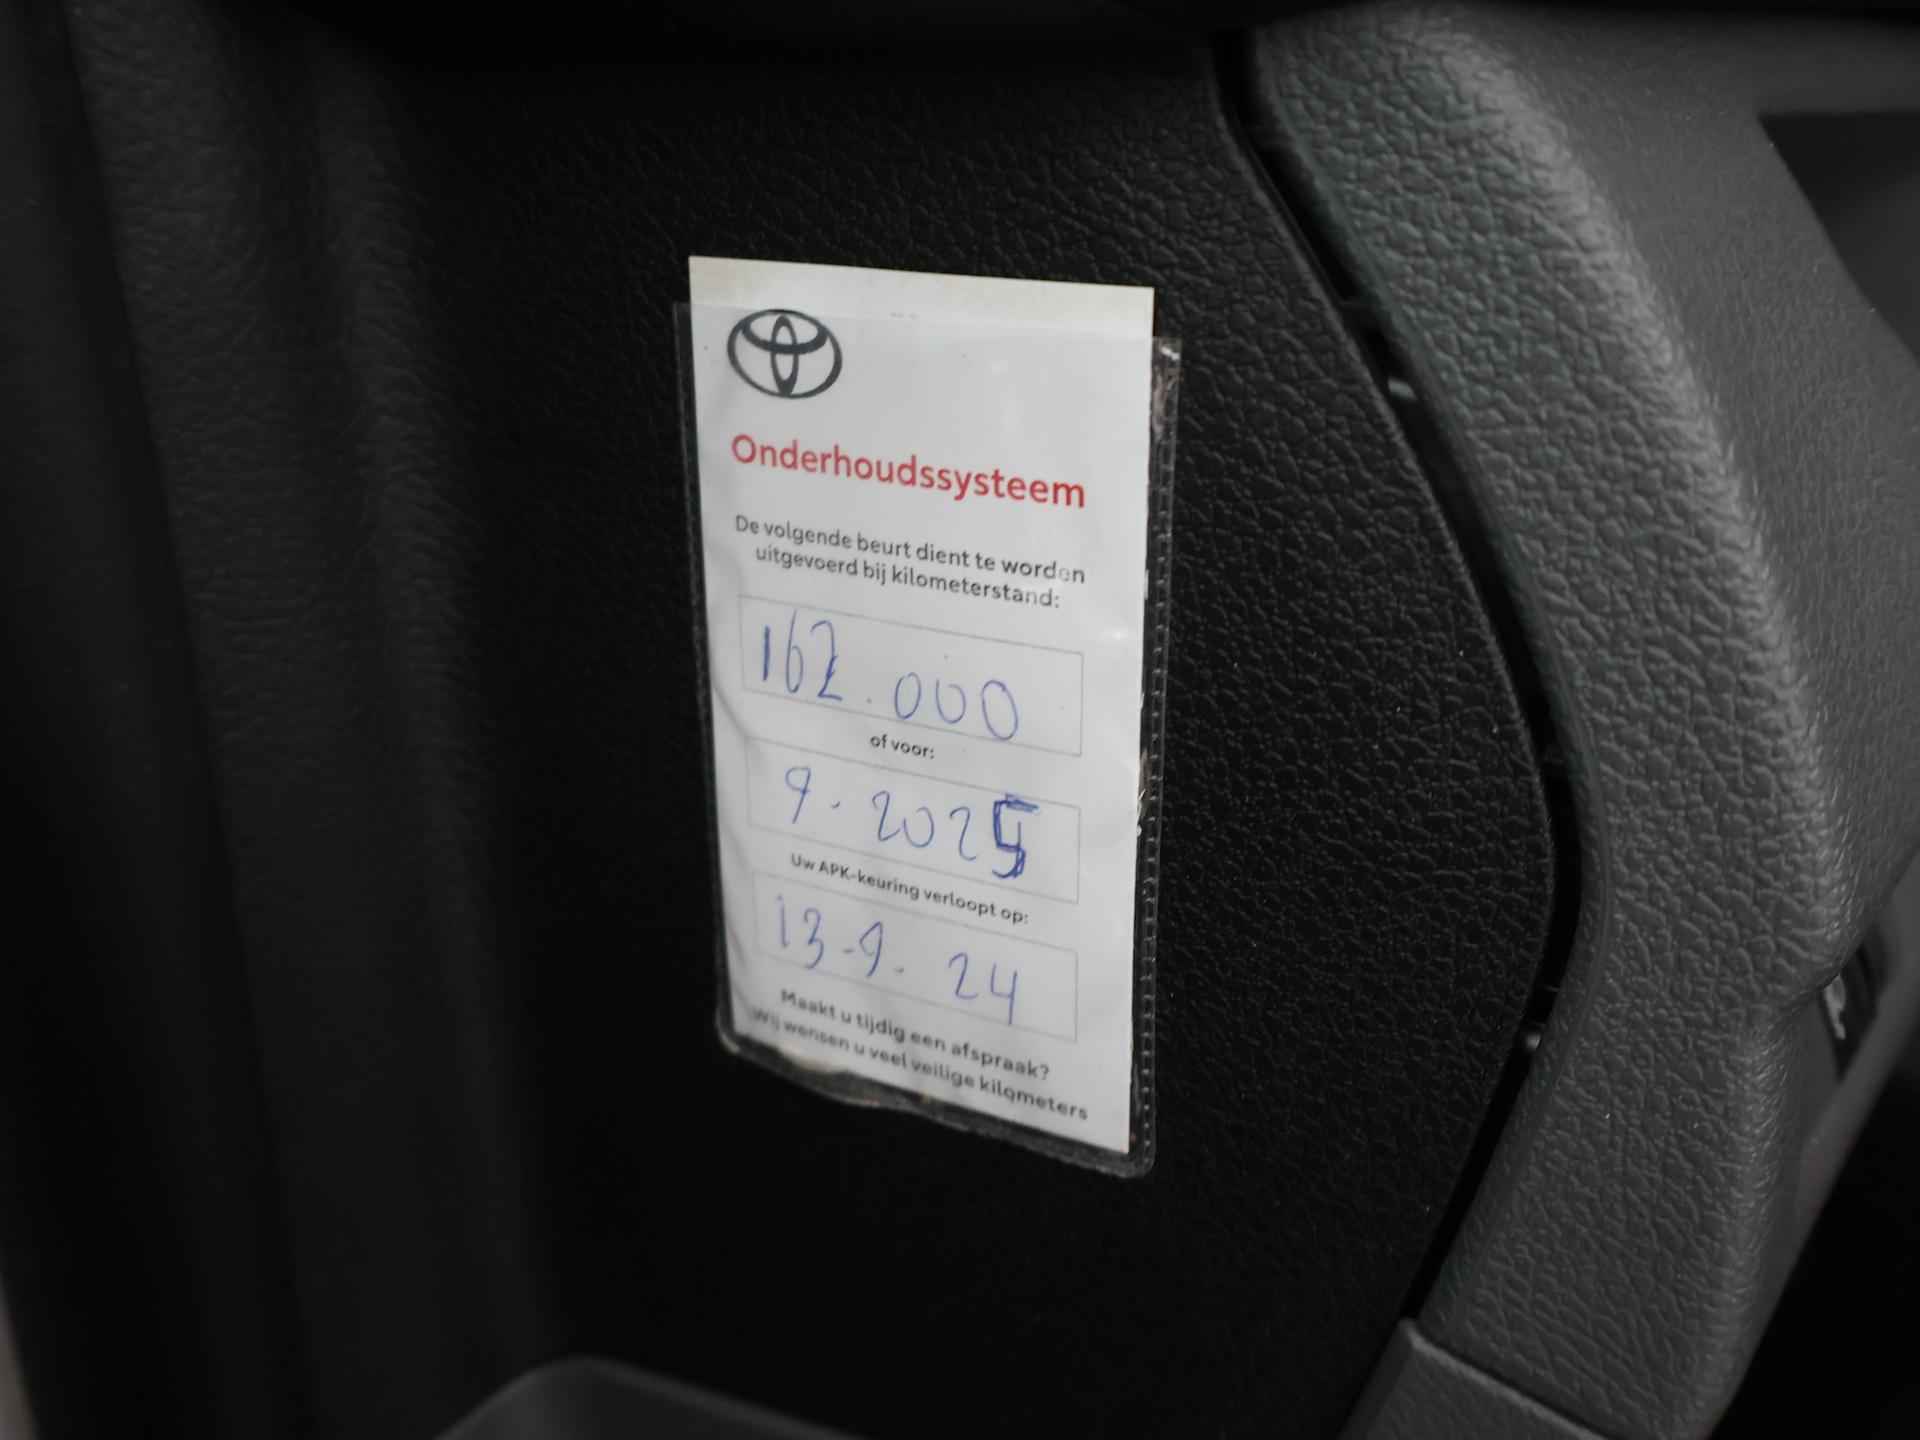 Onderhoudssysteem
De volgende beurt dient te worden
uitgevoerd bij kilometerstand:
162.000
of voor:
9-2025
Uw APK-keuring verloopt op:
13-9-24
Maakt u tijdig een afspraak?
Wij wensen u veel veilige kilometers